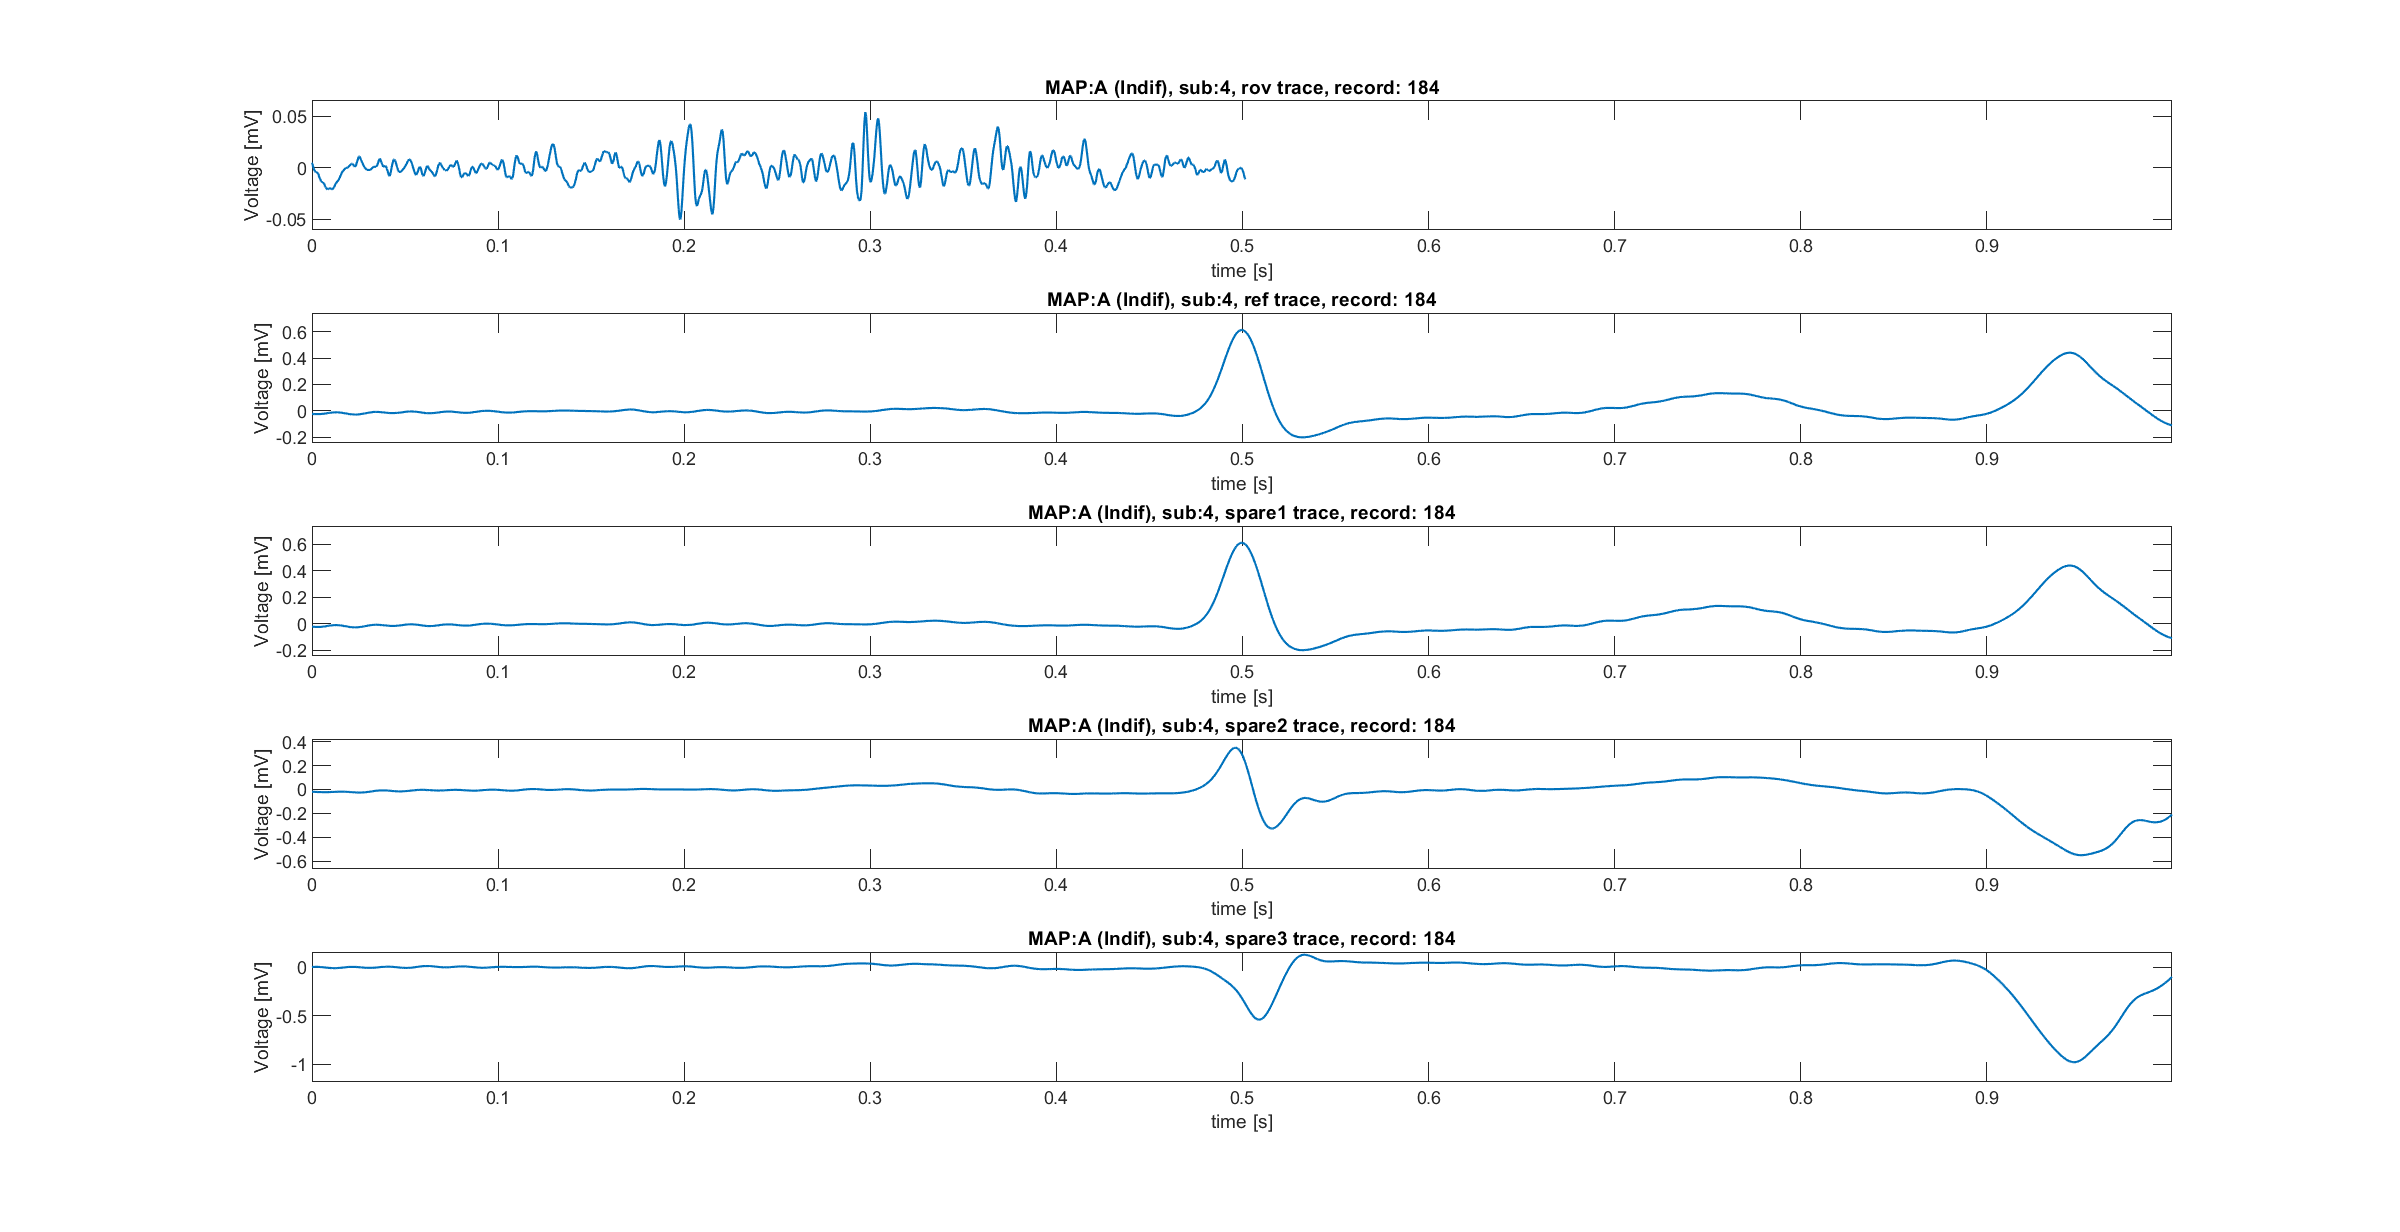 MAP:A (Indif), sub:4, rov trace, record: 184
Voltage [mV]
0.05
0
-0.05
0 0.1 0.2 0.3 0.4 0.5 0.6 0.7 0.8 0.9
time [s]
MAP:A (Indif), sub:4, ref trace, record: 184
Voltage [mV]
0.6
0.4
0.2
0
-0.2
0 0.1 0.2 0.3 0.4 0.5 0.6 0.7 0.8 0.9
time [s]
MAP:A (Indif), sub:4, spare1 trace, record: 184
Voltage [mV]
0.6
0.4
0.2
0
-0.2
0 0.1 0.2 0.3 0.4 0.5 0.6 0.7 0.8 0.9
time [s]
MAP:A (Indif), sub:4, spare2 trace, record: 184
Voltage [mV]
0.4
0.2
0
-0.2
-0.4
-0.6
0 0.1 0.2 0.3 0.4 0.5 0.6 0.7 0.8 0.9
time [s]
MAP:A (Indif), sub:4, spare3 trace, record: 184
Voltage [mV]
0
-0.5
-1
0 0.1 0.2 0.3 0.4 0.5 0.6 0.7 0.8 0.9
time [s]